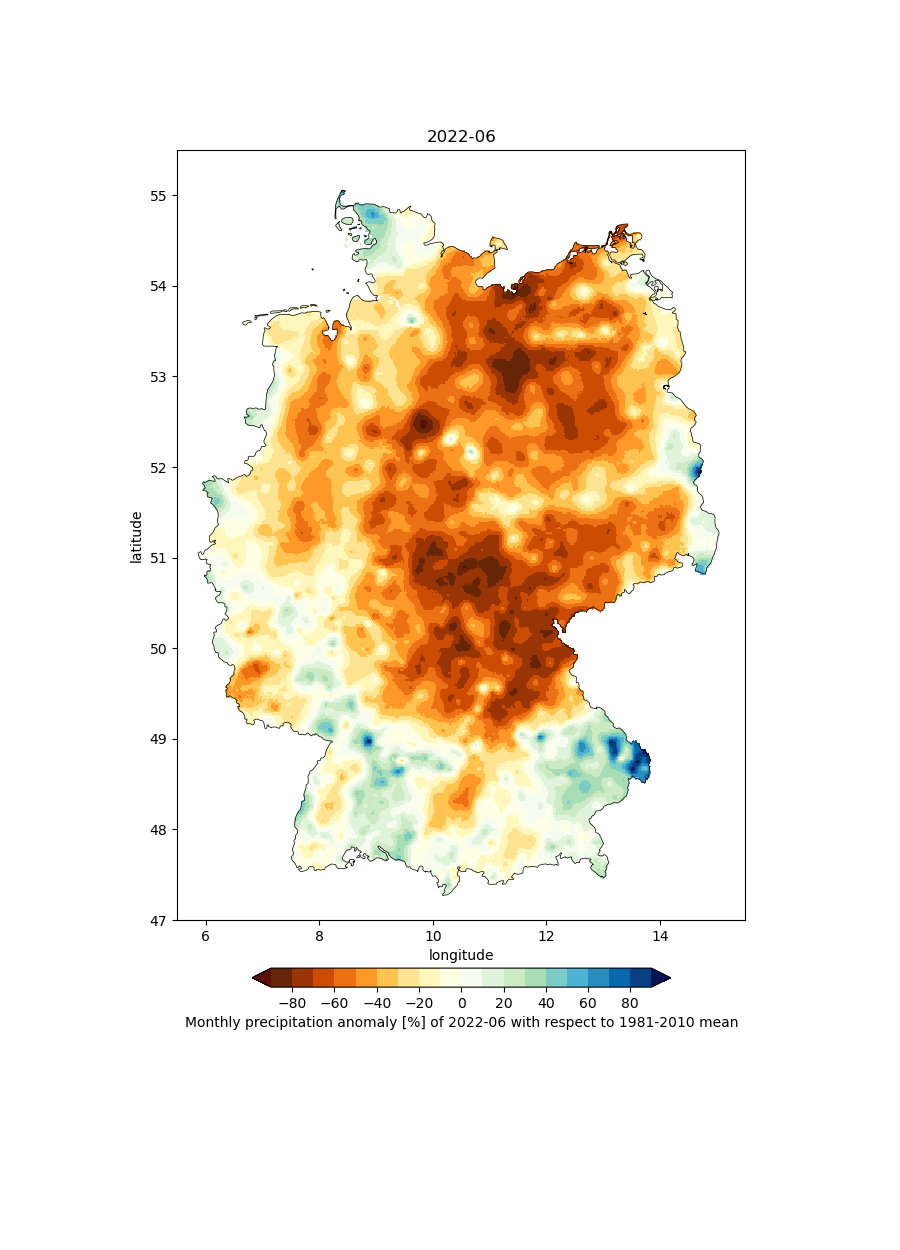 2022-06
55
54
53
52
51
50
49
48
47
latitude
6 8 10 12 14
longitude
−80 −60 −40 −20 0 20 40 60 80
Monthly precipitation anomaly [%] of 2022-06 with respect to 1981-2010 mean